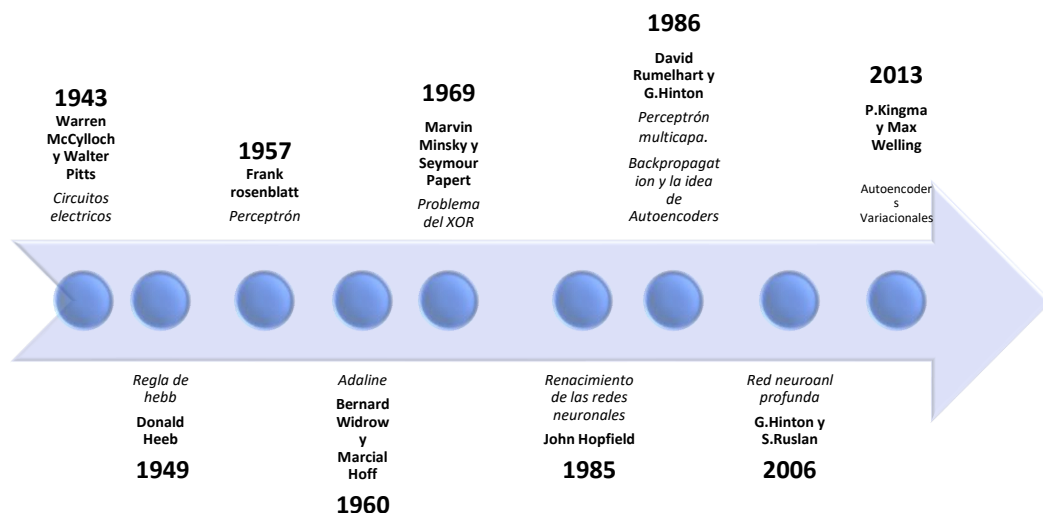 1943
Warren
McCylloch
y Walter
Pitts
Circuitos
electricos
1957
Frank
rosenblatt
Perceptrón
1969
Marvin
Minsky y
Seymour
Papert
Problema
del XOR
1986
David
Rumelhart y
G.Hinton
Perceptrón
multicapa.
Backpropagat
ion y la idea
de
Autoencoders
2013
P.Kingma
y Max
Welling
Autoencoder
s
Variacionales
Regla de
hebb
Donald
Heeb
1949
Adaline
Bernard
Widrow
y
Marcial
Hoff
1960
Renacimiento
de las redes
neuronales
John Hopfield
1985
Red neuroanl
profunda
G.Hinton y
S.Ruslan
2006